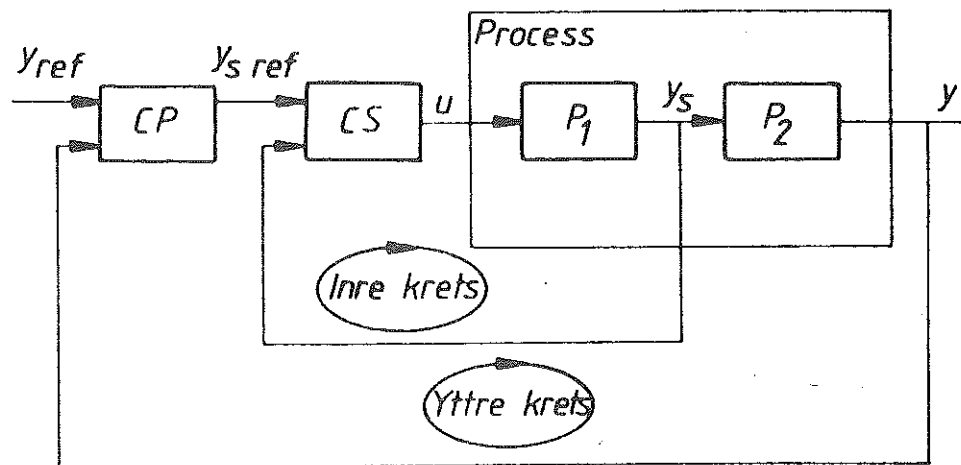 Process
y_ref
y_s ref
CP
CS
u
P_1
y_s
P_2
y
Inre krets
Yttre krets